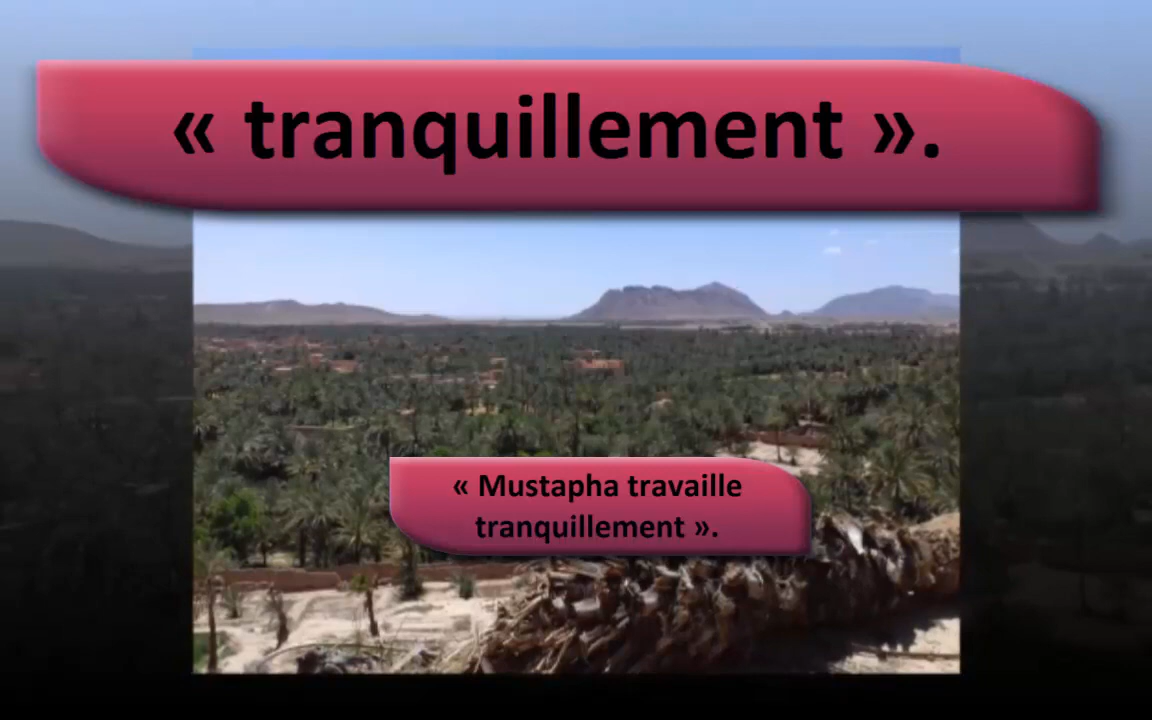 « tranquillement ».
« Mustapha travaille
tranquillement ».